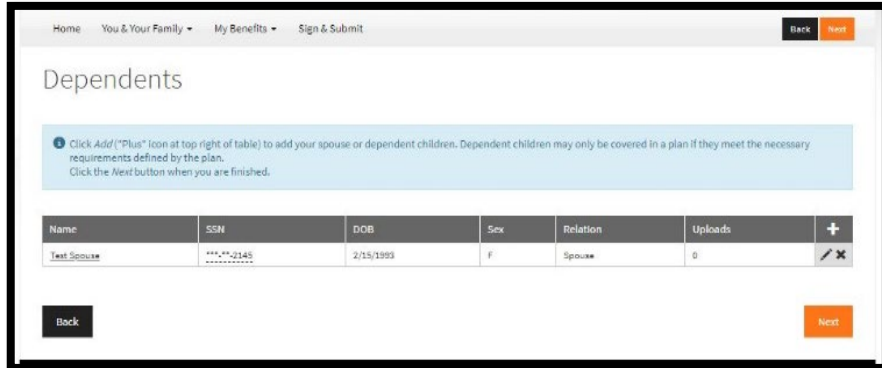 Home You & Your Family My Benefits Sign & Submit Back Next
Dependents
Click Add ("Plus" icon at top right of table) to add your spouse or dependent children. Dependent children may only be covered in a plan if they meet the necessary
requirements defined by the plan.
Click the Next button when you are finished.
Name SSN DOB Sex Relation Uploads +
Test Spouse ***-**-2145 2/15/1993 F Spouse 0
Back Next